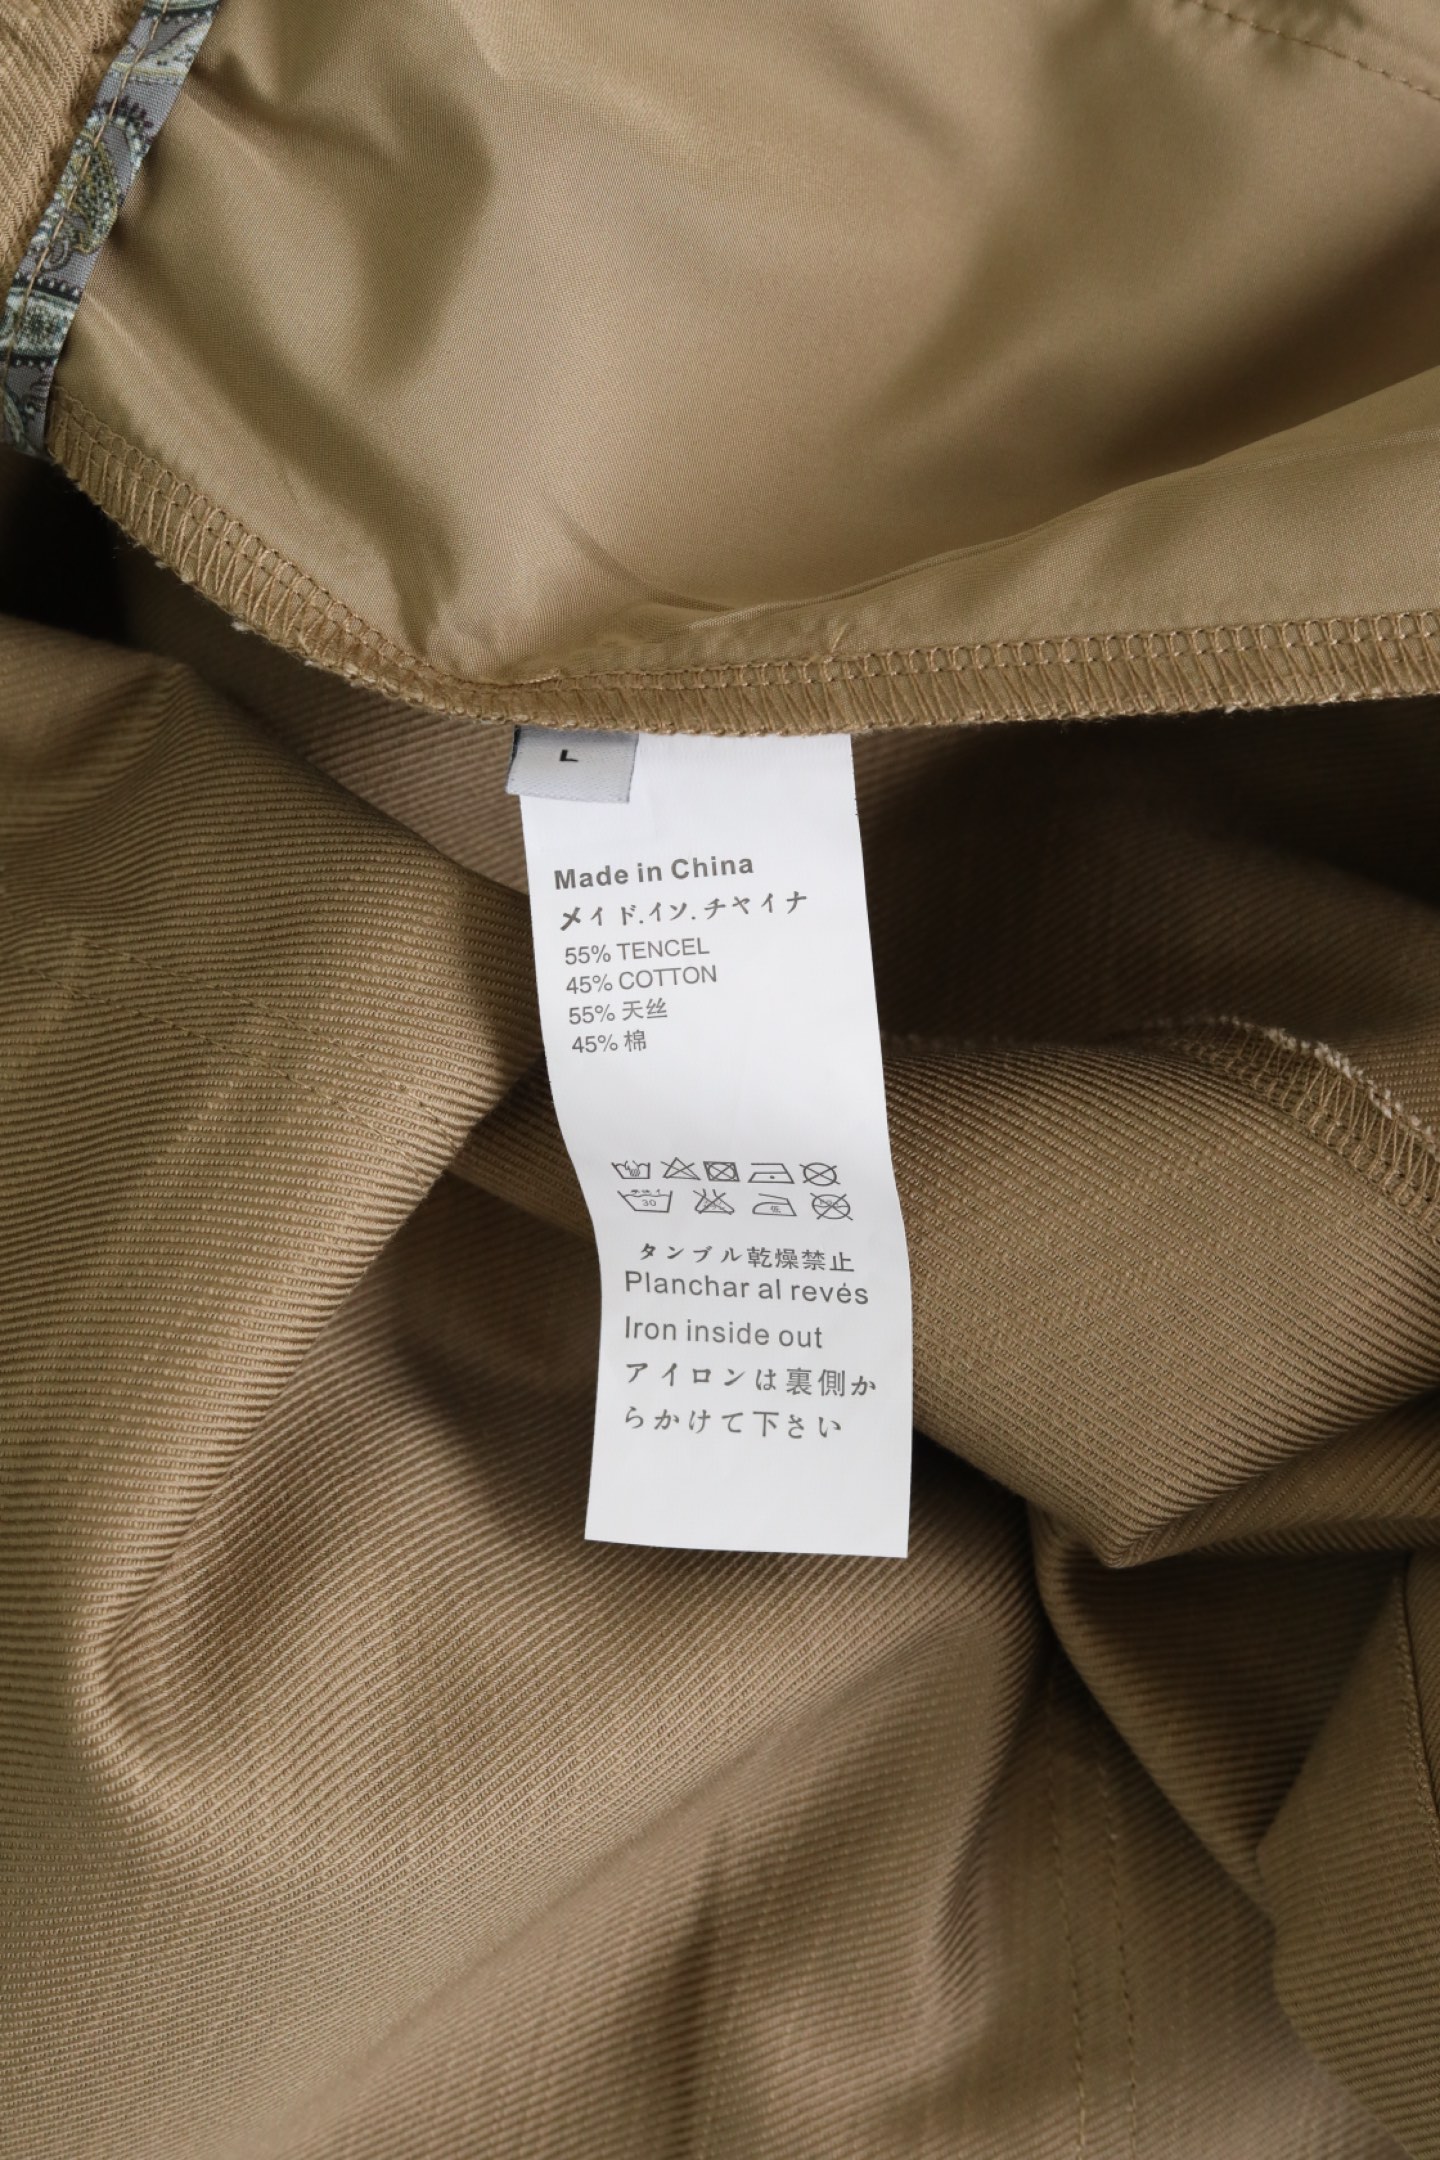 L
Made in China
メイド.イン.チャイナ
55% TENCEL
45% COTTON
55% 天丝
45% 棉
30
低
タンブル乾燥禁止
Planchar al revés
Iron inside out
アイロンは裏側か
らかけて下さい